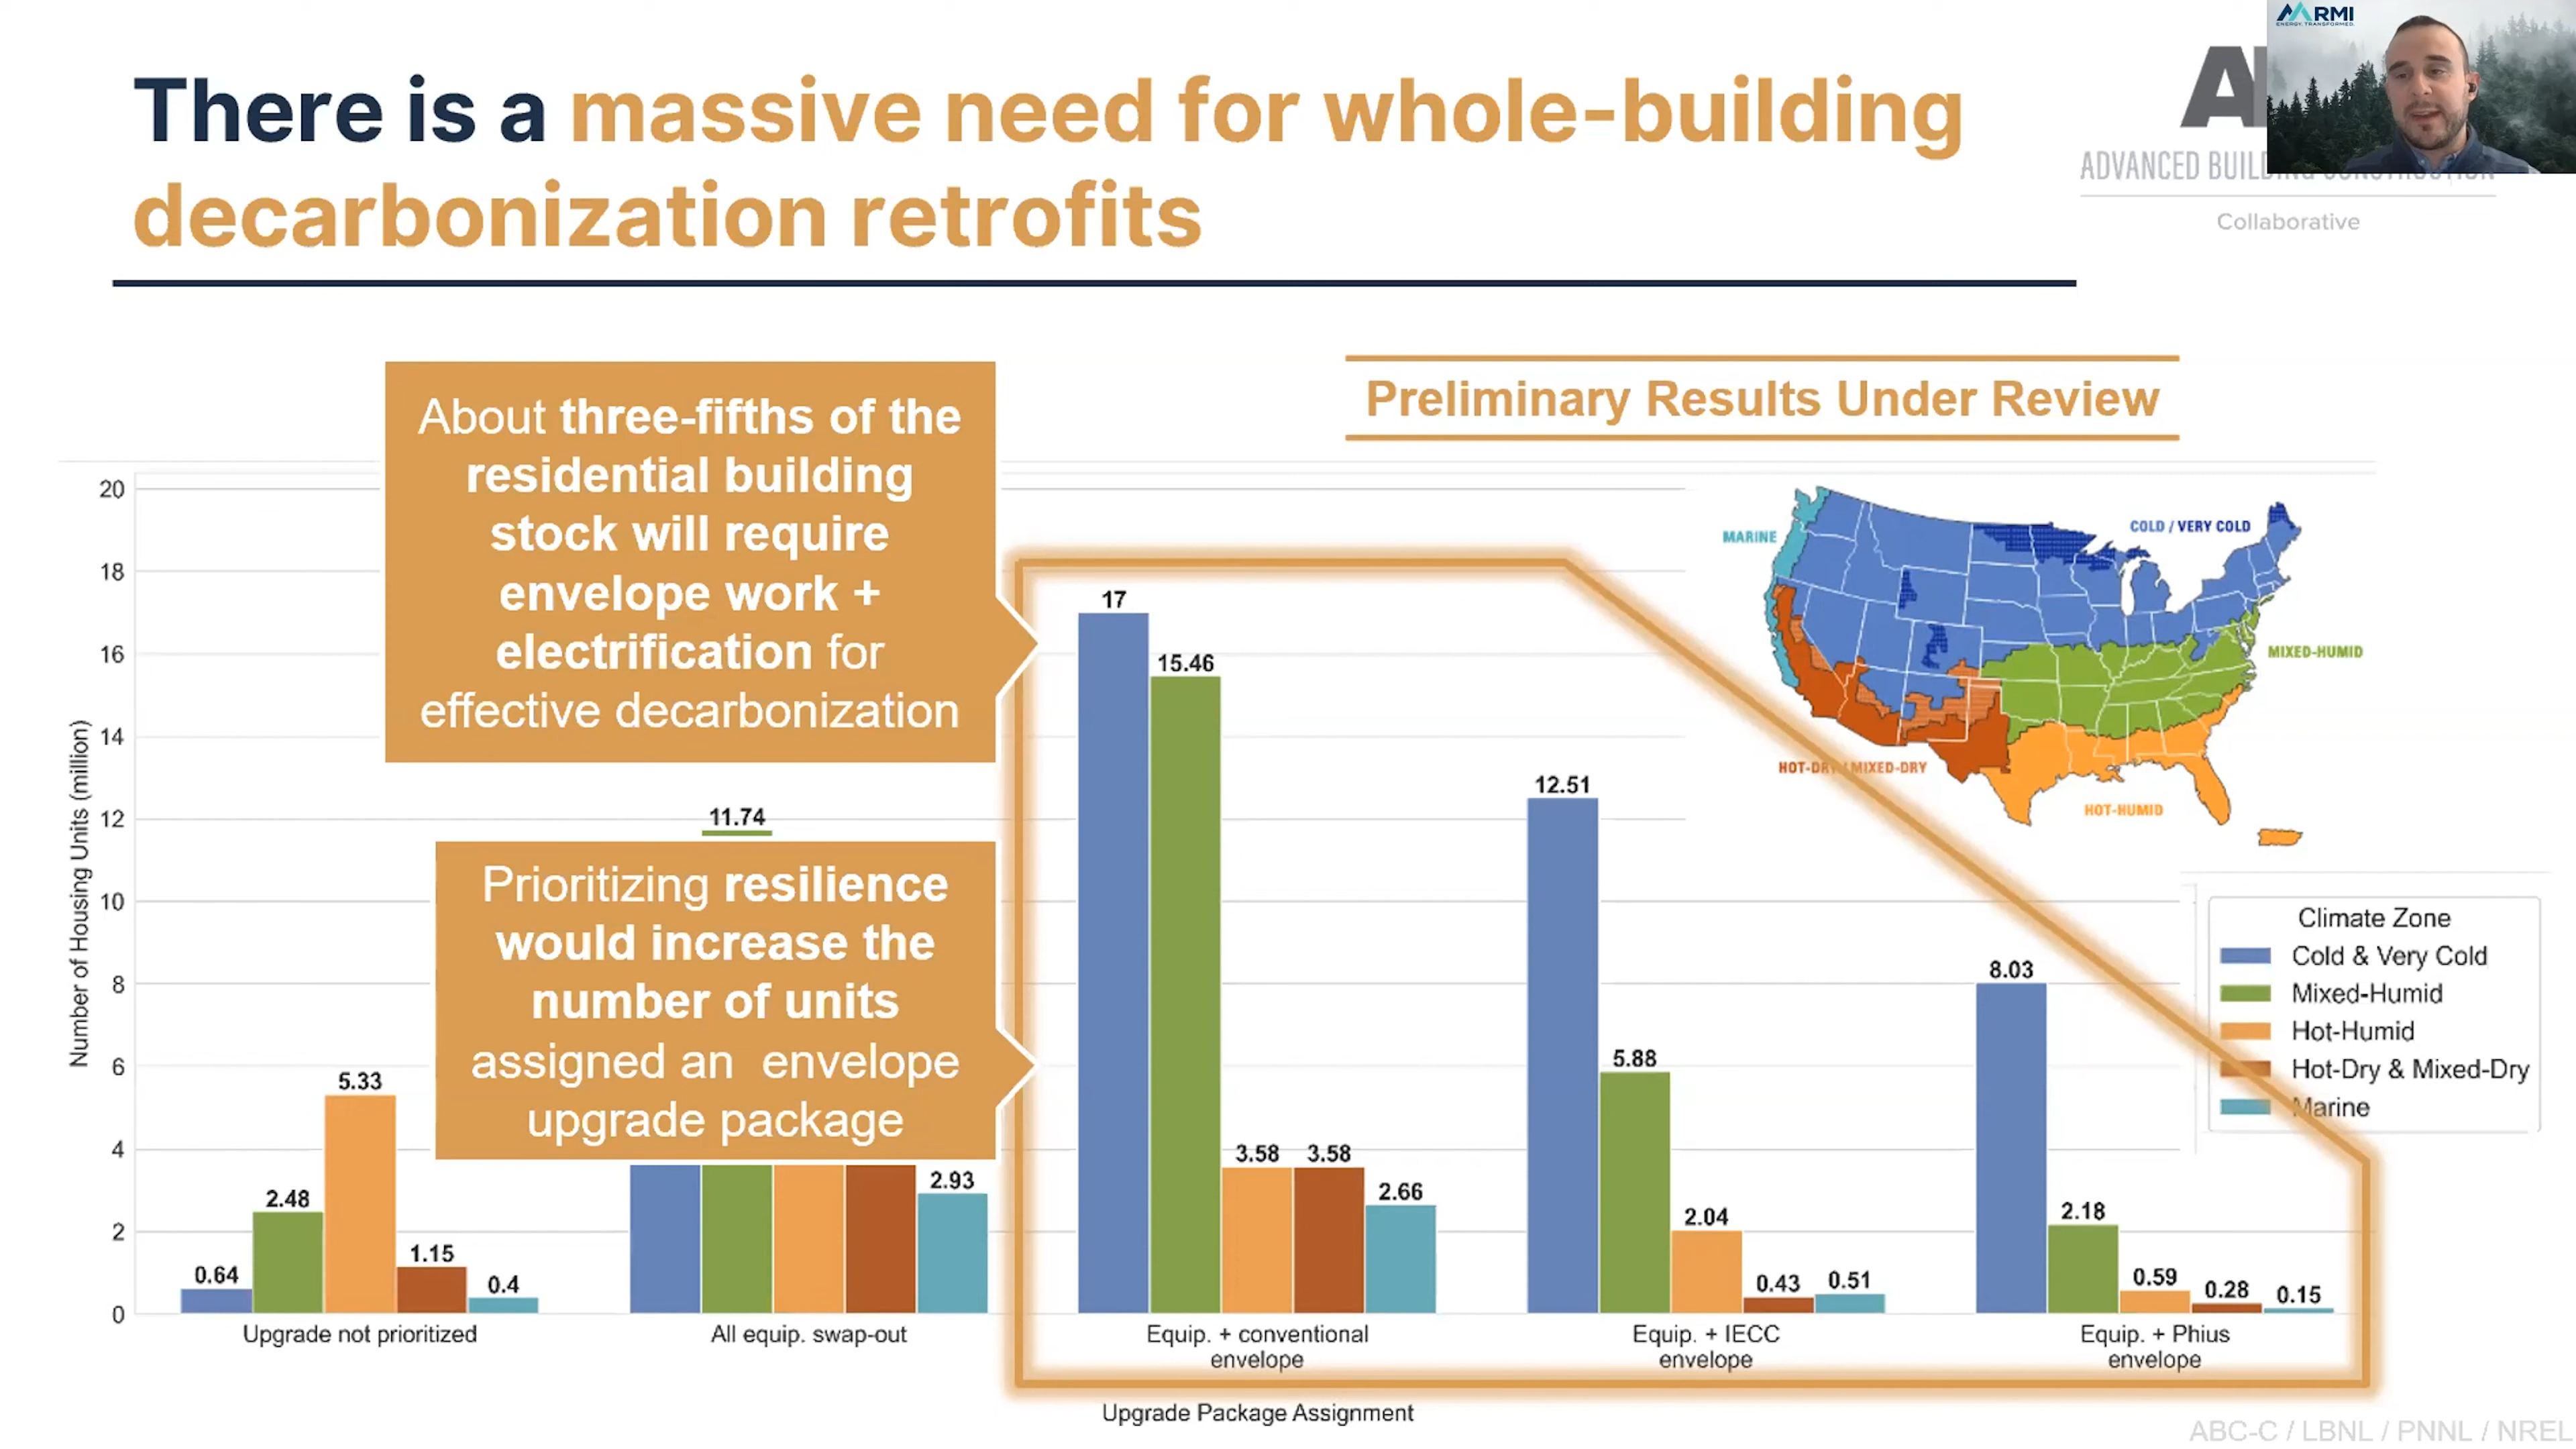 RMI
ENERGY TRANSFORMED.
There is a massive need for whole-building
decarbonization retrofits
ADVANCED BUILDING CONSTRUCTION
Collaborative
About three-fifths of the
residential building
stock will require
envelope work +
electrification for
effective decarbonization
Preliminary Results Under Review
Prioritizing resilience
would increase the
number of units
assigned an envelope
upgrade package
MARINE
COLD / VERY COLD
MIXED-HUMID
HOT-DRY / MIXED-DRY
HOT-HUMID
Number of Housing Units (million)
20
18
16
14
12
10
8
6
4
2
0
0.64
2.48
5.33
1.15
0.4
11.74
2.93
17
15.46
3.58
3.58
2.66
12.51
5.88
2.04
0.43
0.51
8.03
2.18
0.59
0.28
0.15
Climate Zone
Cold & Very Cold
Mixed-Humid
Hot-Humid
Hot-Dry & Mixed-Dry
Marine
Upgrade not prioritized
All equip. swap-out
Equip. + conventional
envelope
Equip. + IECC
envelope
Equip. + Phius
envelope
Upgrade Package Assignment
ABC-C / LBNL / PNNL / NREL